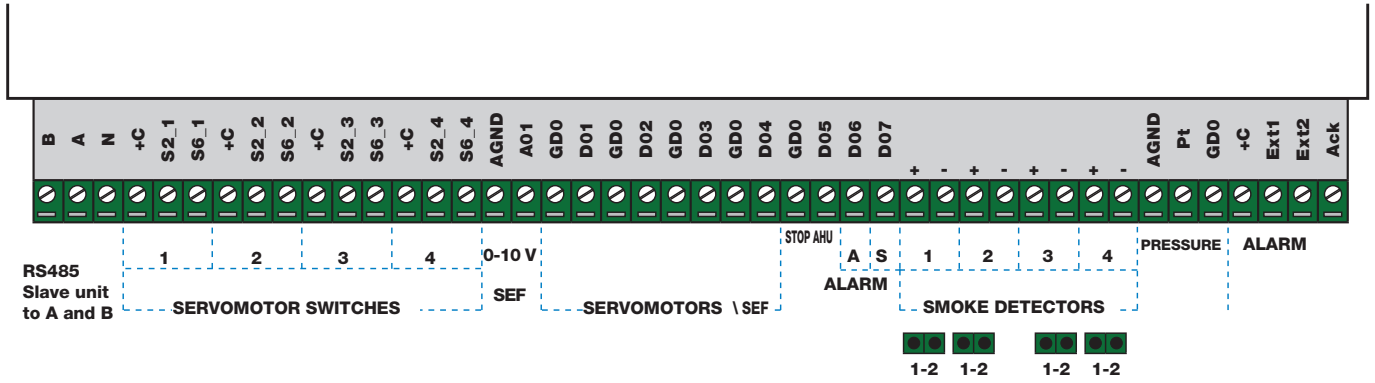 B A N +C S2_1 S6_1 +C S2_2 S6_2 +C S2_3 S6_3 +C S2_4 S6_4 AGND A01 GD0 D01 GD0 D02 GD0 D03 GD0 D04 GD0 D05 D06 D07 + - + - + - + - AGND Pt GD0 +C Ext1 Ext2 Ack
STOP AHU
1 2 3 4 0-10 V A S 1 2 3 4 PRESSURE ALARM
RS485
Slave unit
to A and B
SERVOMOTOR SWITCHES
SEF
SERVOMOTORS \ SEF
ALARM
SMOKE DETECTORS
1-2 1-2 1-2 1-2